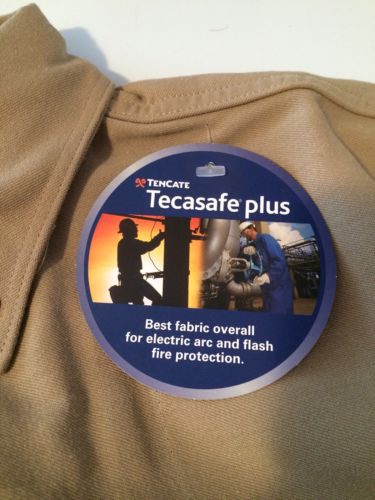 TENCATE
Tecasafe® plus
Best fabric overall
for electric arc and flash
fire protection.